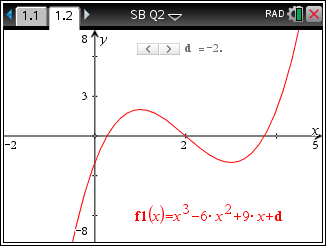 1.1 1.2 SB Q2 RAD
8 y
d =-2.
3
x
-2 2 5
f1(x)=x³-6·x²+9·x+d
-8